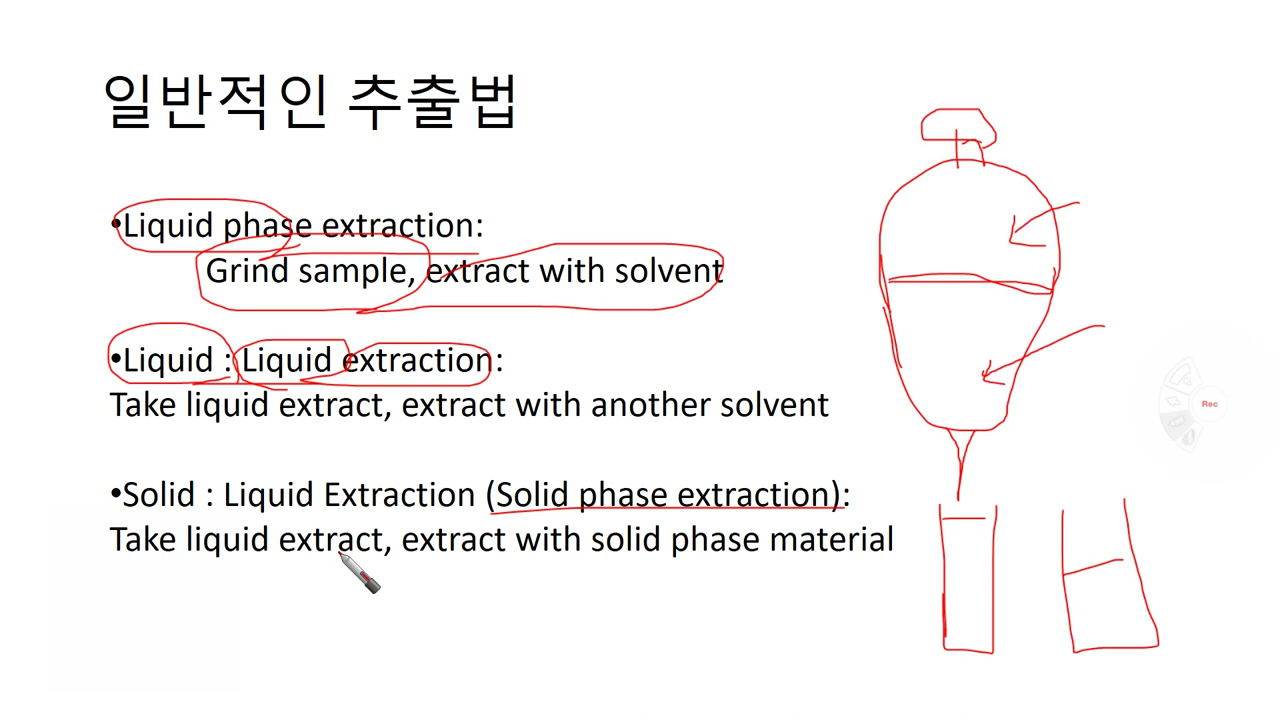 일반적인 추출법
•Liquid phase extraction:
Grind sample, extract with solvent
•Liquid : Liquid extraction:
Take liquid extract, extract with another solvent
•Solid : Liquid Extraction (Solid phase extraction):
Take liquid extract, extract with solid phase material
Rec